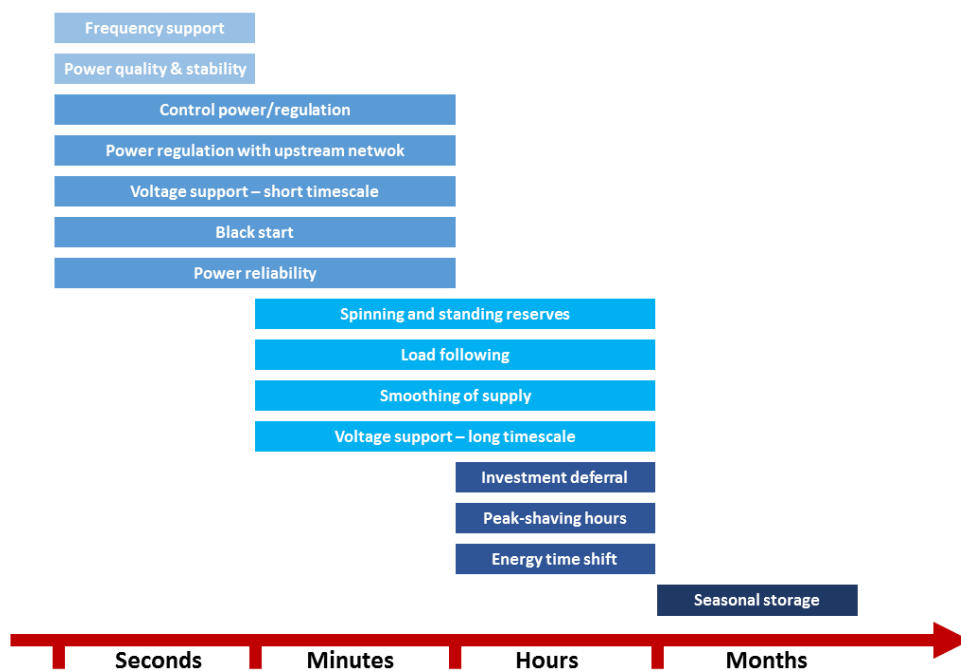 Frequency support
Power quality & stability
Control power/regulation
Power regulation with upstream netwok
Voltage support – short timescale
Black start
Power reliability
Spinning and standing reserves
Load following
Smoothing of supply
Voltage support – long timescale
Investment deferral
Peak-shaving hours
Energy time shift
Seasonal storage
Seconds Minutes Hours Months